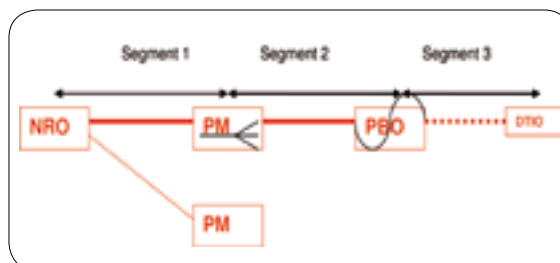 Segment 1 Segment 2 Segment 3
NRO PM PBO DTIO
PM